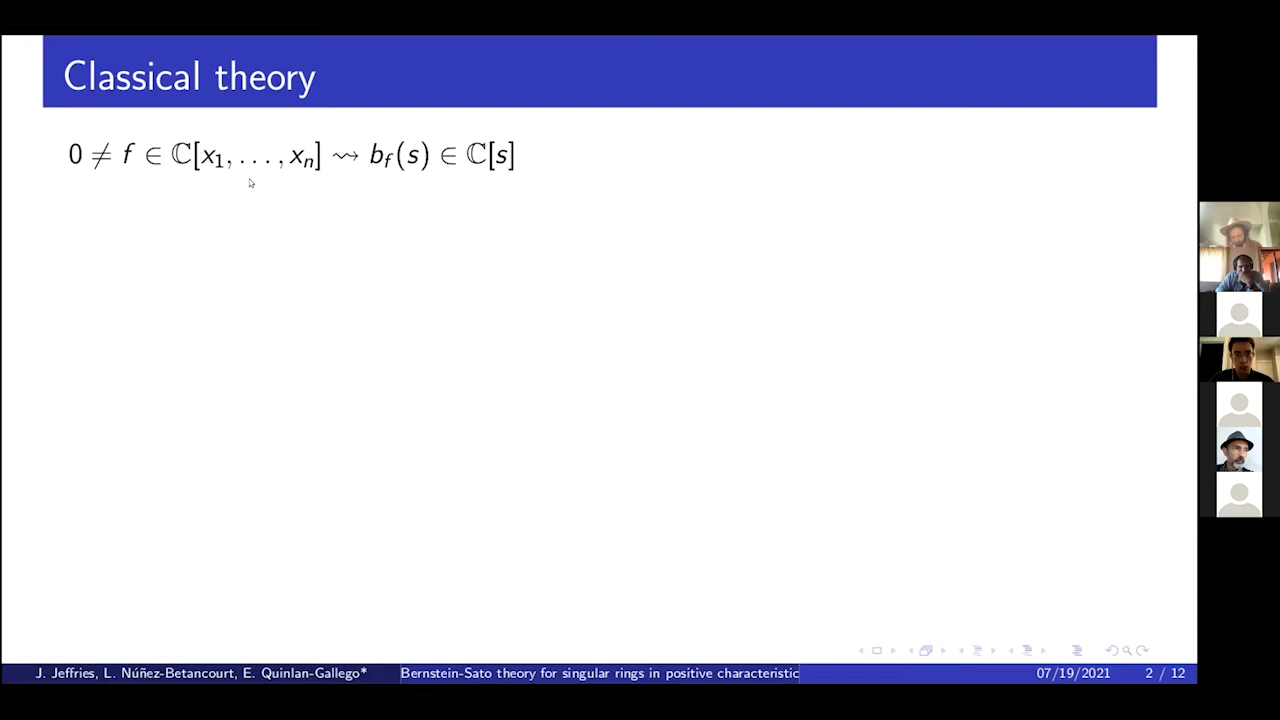 Classical theory
0 ≠ f ∈ ℂ[x₁, . . . , xₙ] ⇝ b_f(s) ∈ ℂ[s]
J. Jeffries, L. Núñez-Betancourt, E. Quinlan-Gallego* Bernstein-Sato theory for singular rings in positive characteristic 07/19/2021 2 / 12